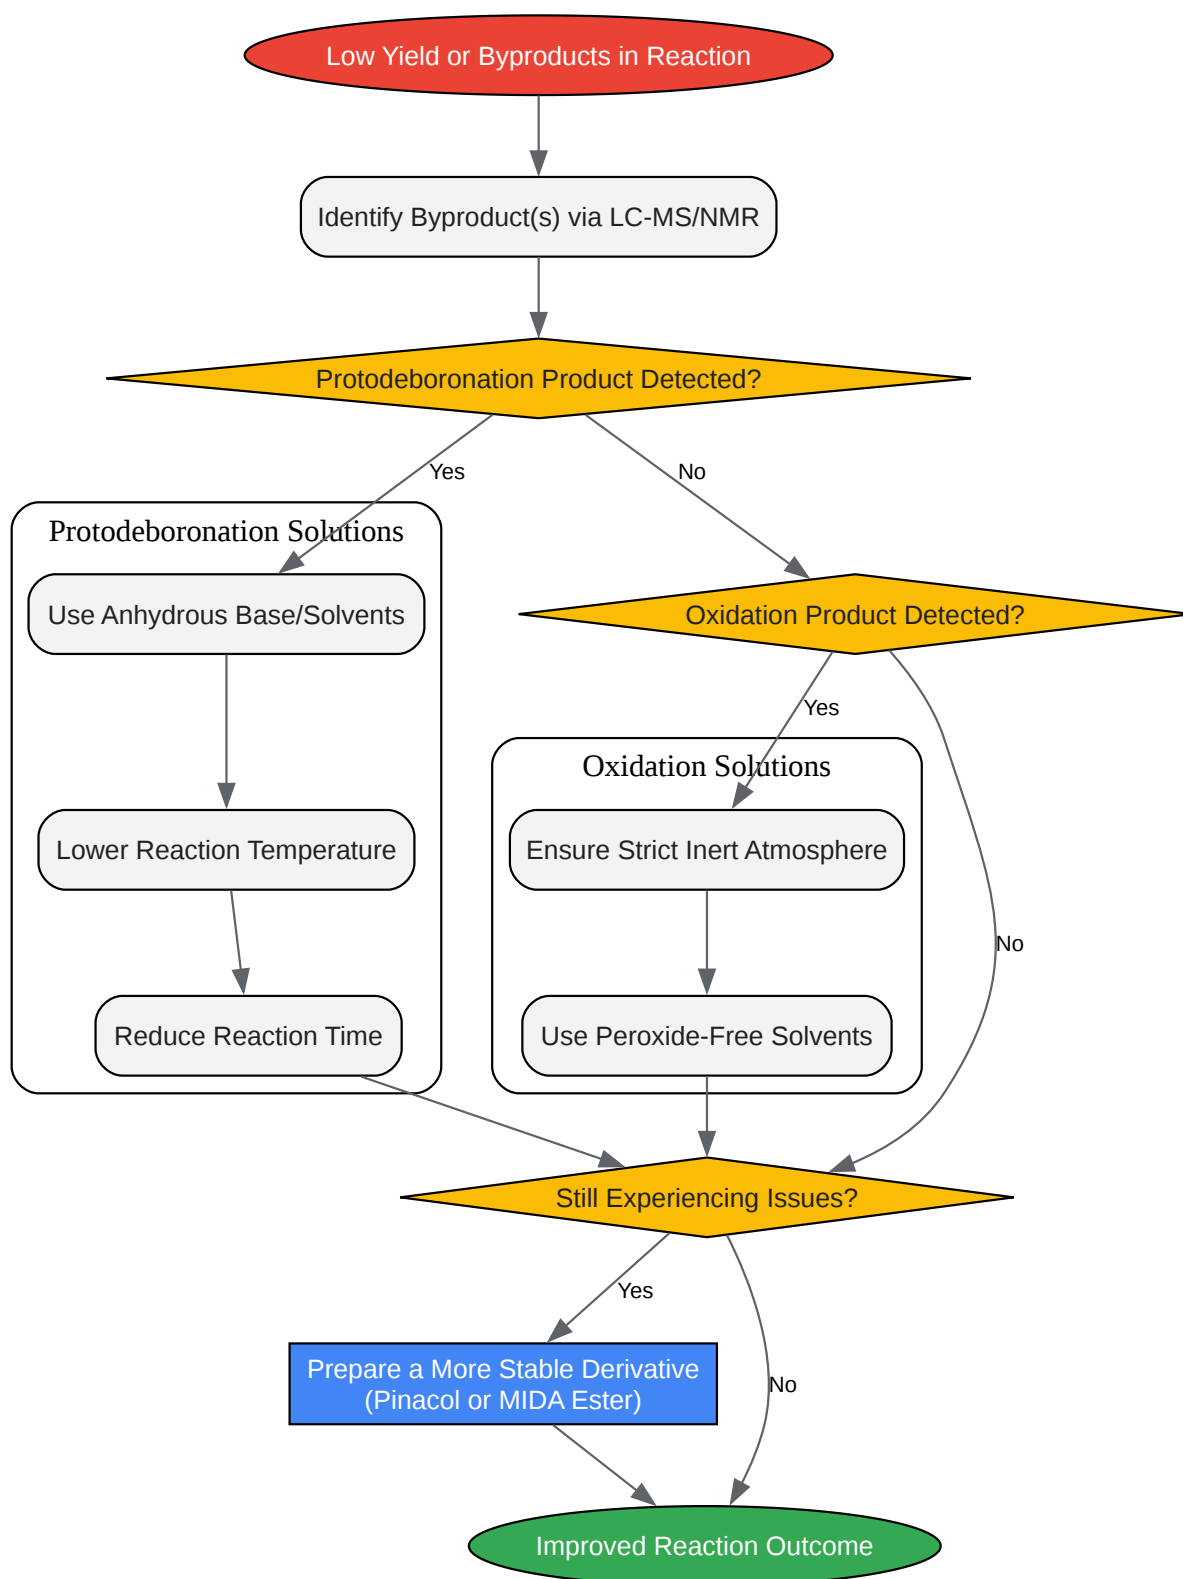 Low Yield or Byproducts in Reaction
Identify Byproduct(s) via LC-MS/NMR
Protodeboronation Product Detected?
Yes
No
Protodeboronation Solutions
Use Anhydrous Base/Solvents
Oxidation Product Detected?
Yes
Oxidation Solutions
Lower Reaction Temperature
Ensure Strict Inert Atmosphere
No
Reduce Reaction Time
Use Peroxide-Free Solvents
Still Experiencing Issues?
Yes
Prepare a More Stable Derivative
(Pinacol or MIDA Ester)
No
Improved Reaction Outcome